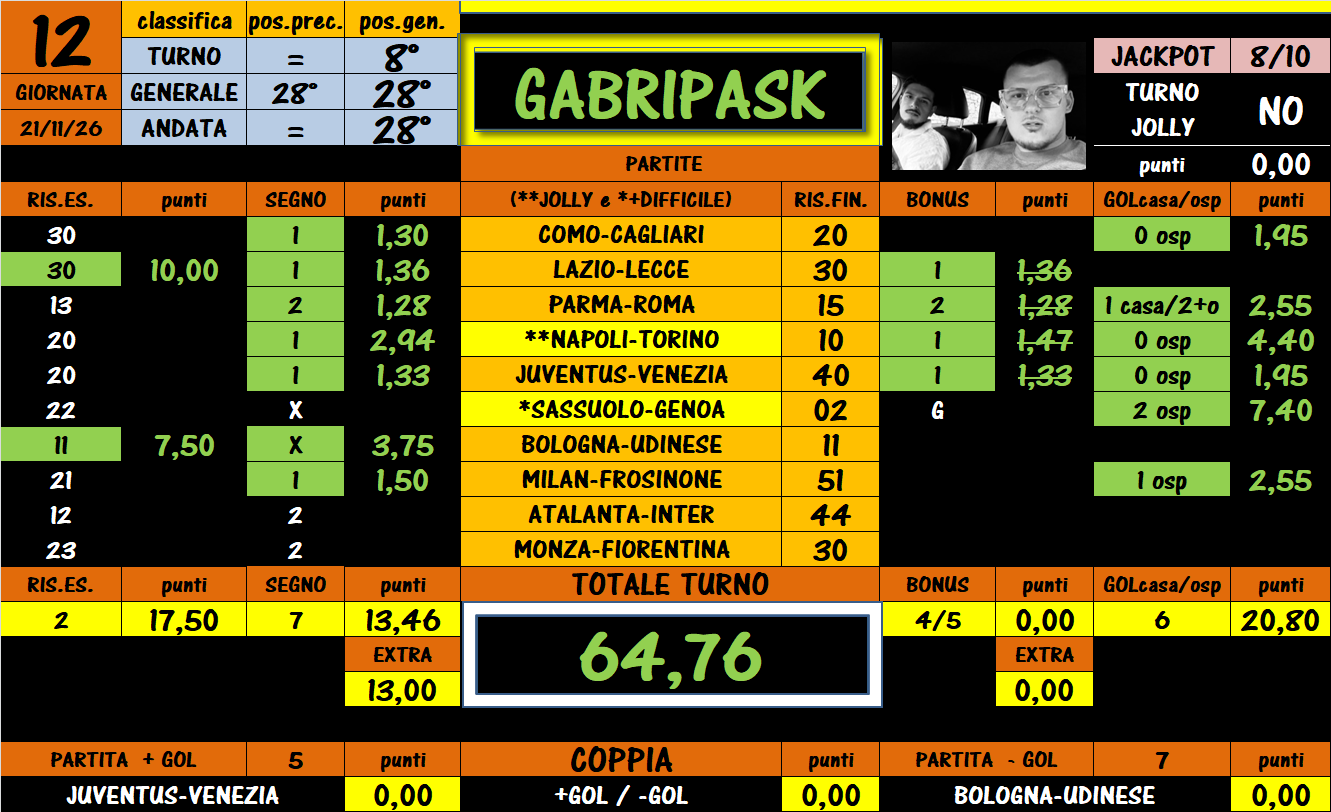 12 classifica pos.prec. pos.gen.
TURNO = 8°
GIORNATA GENERALE 28° 28°
21/11/26 ANDATA = 28°
GABRIPASK
JACKPOT 8/10
TURNO
JOLLY
NO
punti 0,00
PARTITE
RIS.ES. punti SEGNO punti (**JOLLY e *+DIFFICILE) RIS.FIN. BONUS punti GOLcasa/osp punti
30 1 1,30 COMO-CAGLIARI 20 0 osp 1,95
30 10,00 1 1,36 LAZIO-LECCE 30 1 1,36
13 2 1,28 PARMA-ROMA 15 2 1,28 1 casa/2+o 2,55
20 1 2,94 **NAPOLI-TORINO 10 1 1,47 0 osp 4,40
20 1 1,33 JUVENTUS-VENEZIA 40 1 1,33 0 osp 1,95
22 X *SASSUOLO-GENOA 02 G 2 osp 7,40
11 7,50 X 3,75 BOLOGNA-UDINESE 11
21 1 1,50 MILAN-FROSINONE 51 1 osp 2,55
12 2 ATALANTA-INTER 44
23 2 MONZA-FIORENTINA 30
RIS.ES. punti SEGNO punti TOTALE TURNO BONUS punti GOLcasa/osp punti
2 17,50 7 13,46 64,76 4/5 0,00 6 20,80
EXTRA EXTRA
13,00 0,00
PARTITA + GOL 5 punti COPPIA punti PARTITA - GOL 7 punti
JUVENTUS-VENEZIA 0,00 +GOL / -GOL 0,00 BOLOGNA-UDINESE 0,00